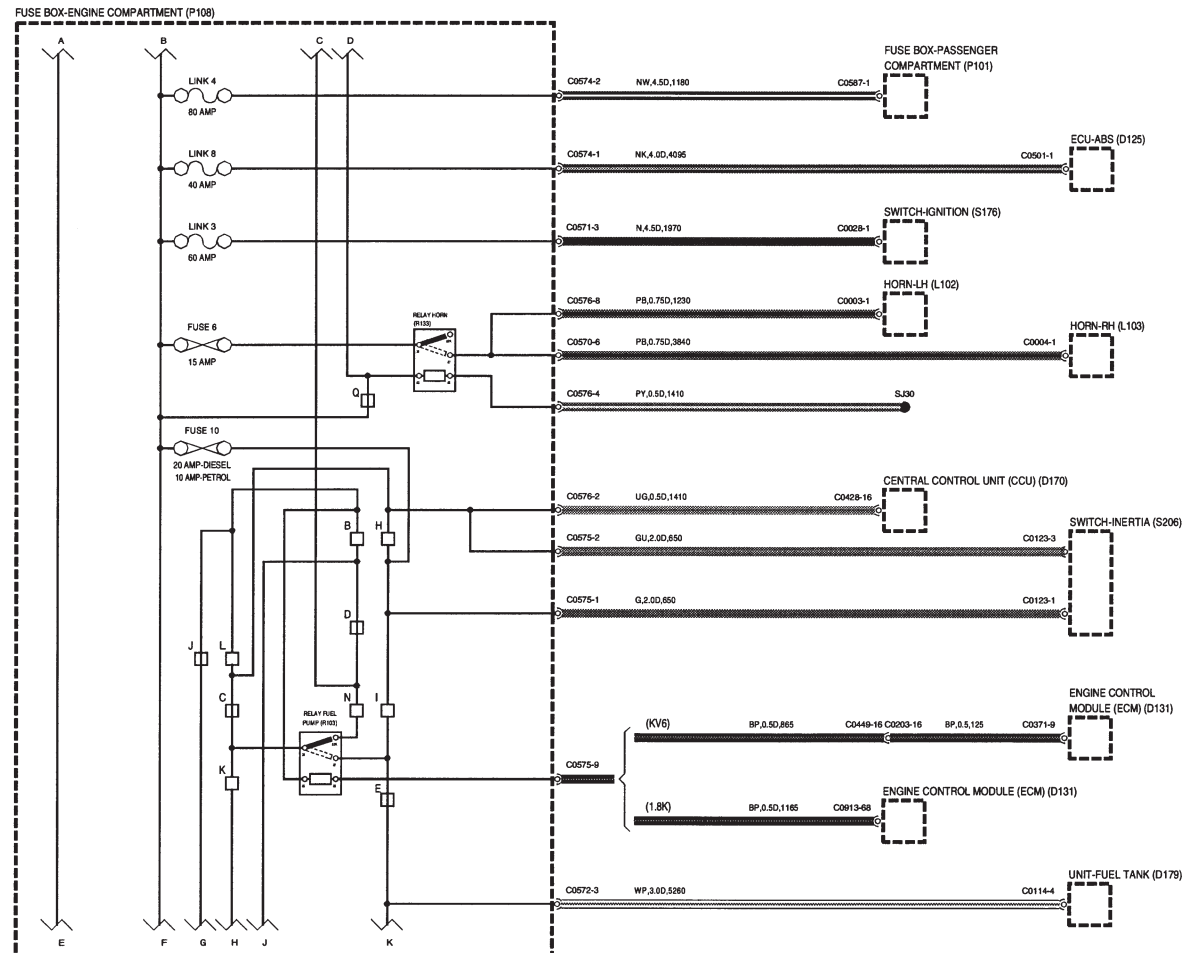 FUSE BOX-ENGINE COMPARTMENT (P108)
A
B
C
D
LINK 4
80 AMP
C0574-2
NW,4.5D,1180
C0587-1
FUSE BOX-PASSENGER
COMPARTMENT (P101)
LINK 8
40 AMP
C0574-1
NK,4.0D,4095
C0501-1
ECU-ABS (D125)
LINK 3
60 AMP
C0571-3
N,4.5D,1970
C0028-1
SWITCH-IGNITION (S176)
C0576-8
PB,0.75D,1230
C0003-1
HORN-LH (L102)
FUSE 6
15 AMP
RELAY HORN
(R133)
C0570-6
PB,0.75D,3840
C0004-1
HORN-RH (L103)
Q
C0576-4
PY,0.5D,1410
SJ30
FUSE 10
20 AMP-DIESEL
10 AMP-PETROL
C0576-2
UG,0.5D,1410
C0428-16
CENTRAL CONTROL UNIT (CCU) (D170)
B
H
C0575-2
GU,2.0D,650
C0123-3
SWITCH-INERTIA (S206)
D
C0575-1
G,2.0D,650
C0123-1
J
L
C
N
I
RELAY FUEL
PUMP (R103)
K
E
C0575-9
(KV6)
BP,0.5D,865
C0449-16
C0203-16
BP,0.5,125
C0371-9
ENGINE CONTROL
MODULE (ECM) (D131)
(1.8K)
BP,0.5D,1165
C0913-68
ENGINE CONTROL MODULE (ECM) (D131)
C0572-3
WP,3.0D,5260
C0114-4
UNIT-FUEL TANK (D179)
E
F
G
H
J
K